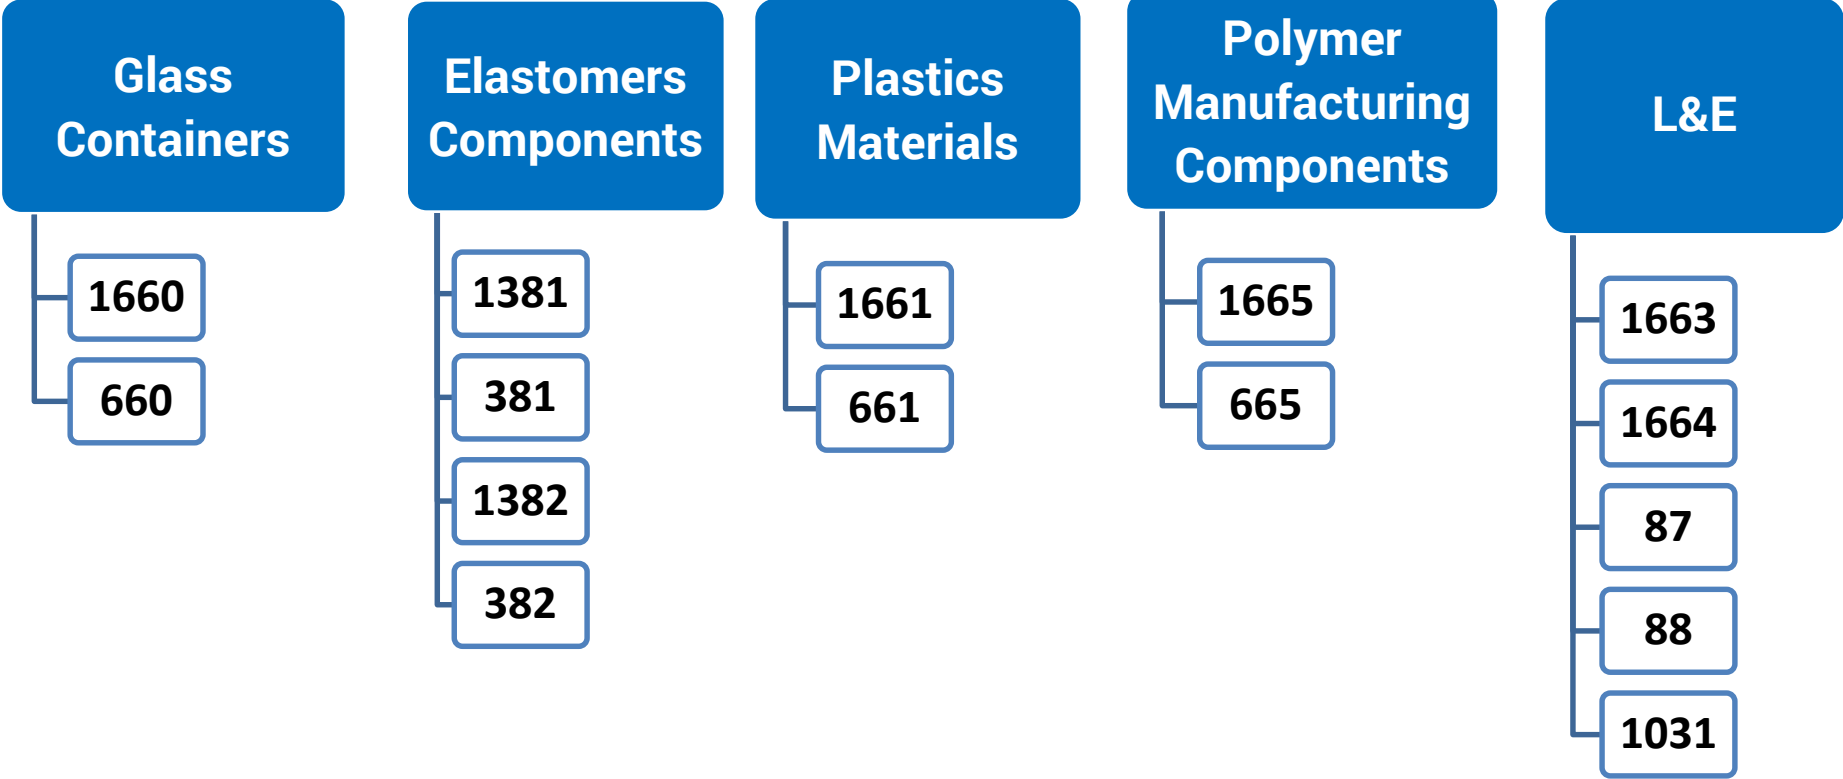 Glass
Containers
1660
660
Elastomers
Components
1381
381
1382
382
Plastics
Materials
1661
661
Polymer
Manufacturing
Components
1665
665
L&E
1663
1664
87
88
1031